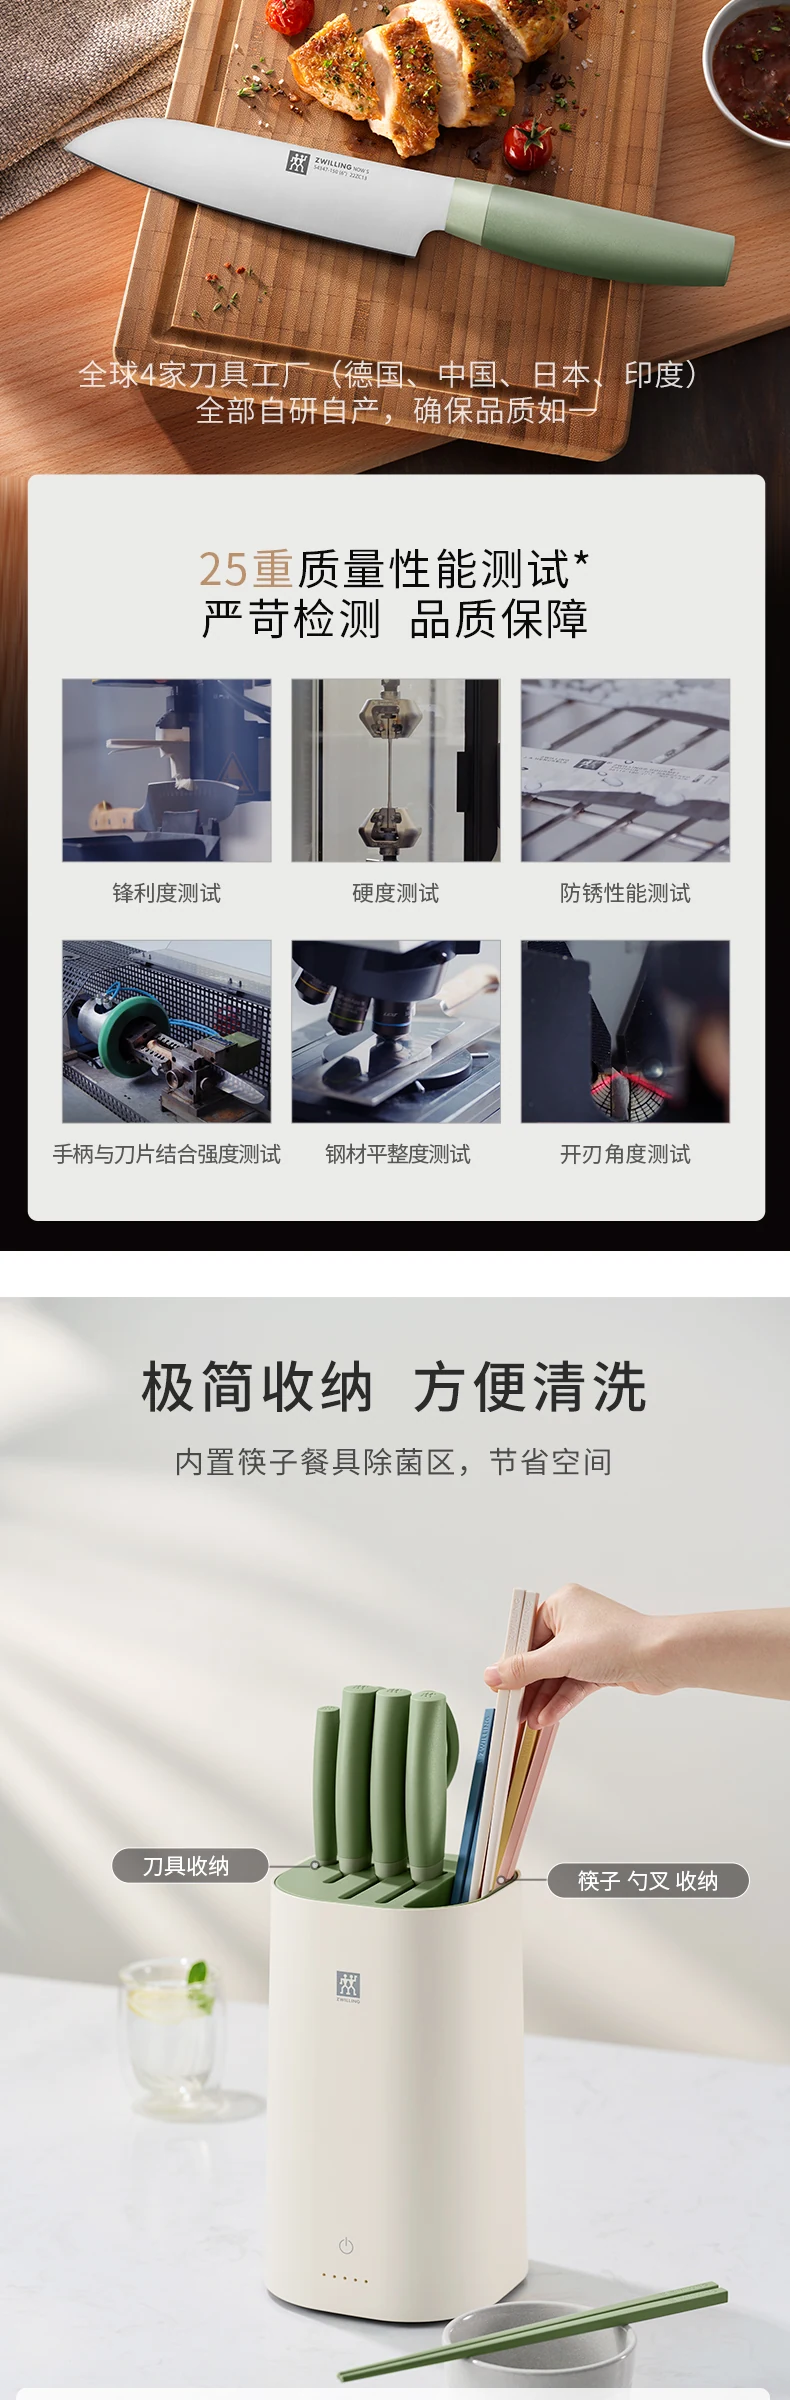 ZWILLING NOW S
全球4家刀具工厂（德国、中国、日本、印度）
全部自研自产，确保品质如一
25重质量性能测试*
严苛检测 品质保障
锋利度测试
硬度测试
防锈性能测试
手柄与刀片结合强度测试
钢材平整度测试
开刃角度测试
极简收纳 方便清洗
内置筷子餐具除菌区，节省空间
刀具收纳
筷子 勺叉 收纳
ZWILLING